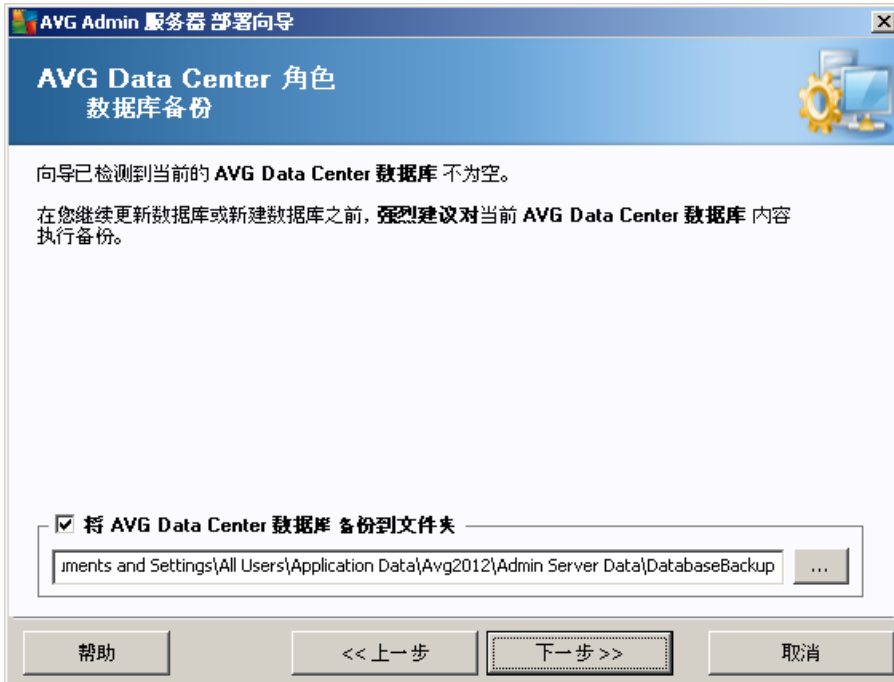 AVG Admin 服务器 部署向导
AVG Data Center 角色
数据库备份
向导已检测到当前的 AVG Data Center 数据库 不为空。
在您继续更新数据库或新建数据库之前, 强烈建议对当前 AVG Data Center 数据库 内容
执行备份。
将 AVG Data Center 数据库 备份到文件夹
uments and Settings\All Users\Application Data\Avg2012\Admin Server Data\DatabaseBackup
...
帮助
<< 上一步
下一步 >>
取消